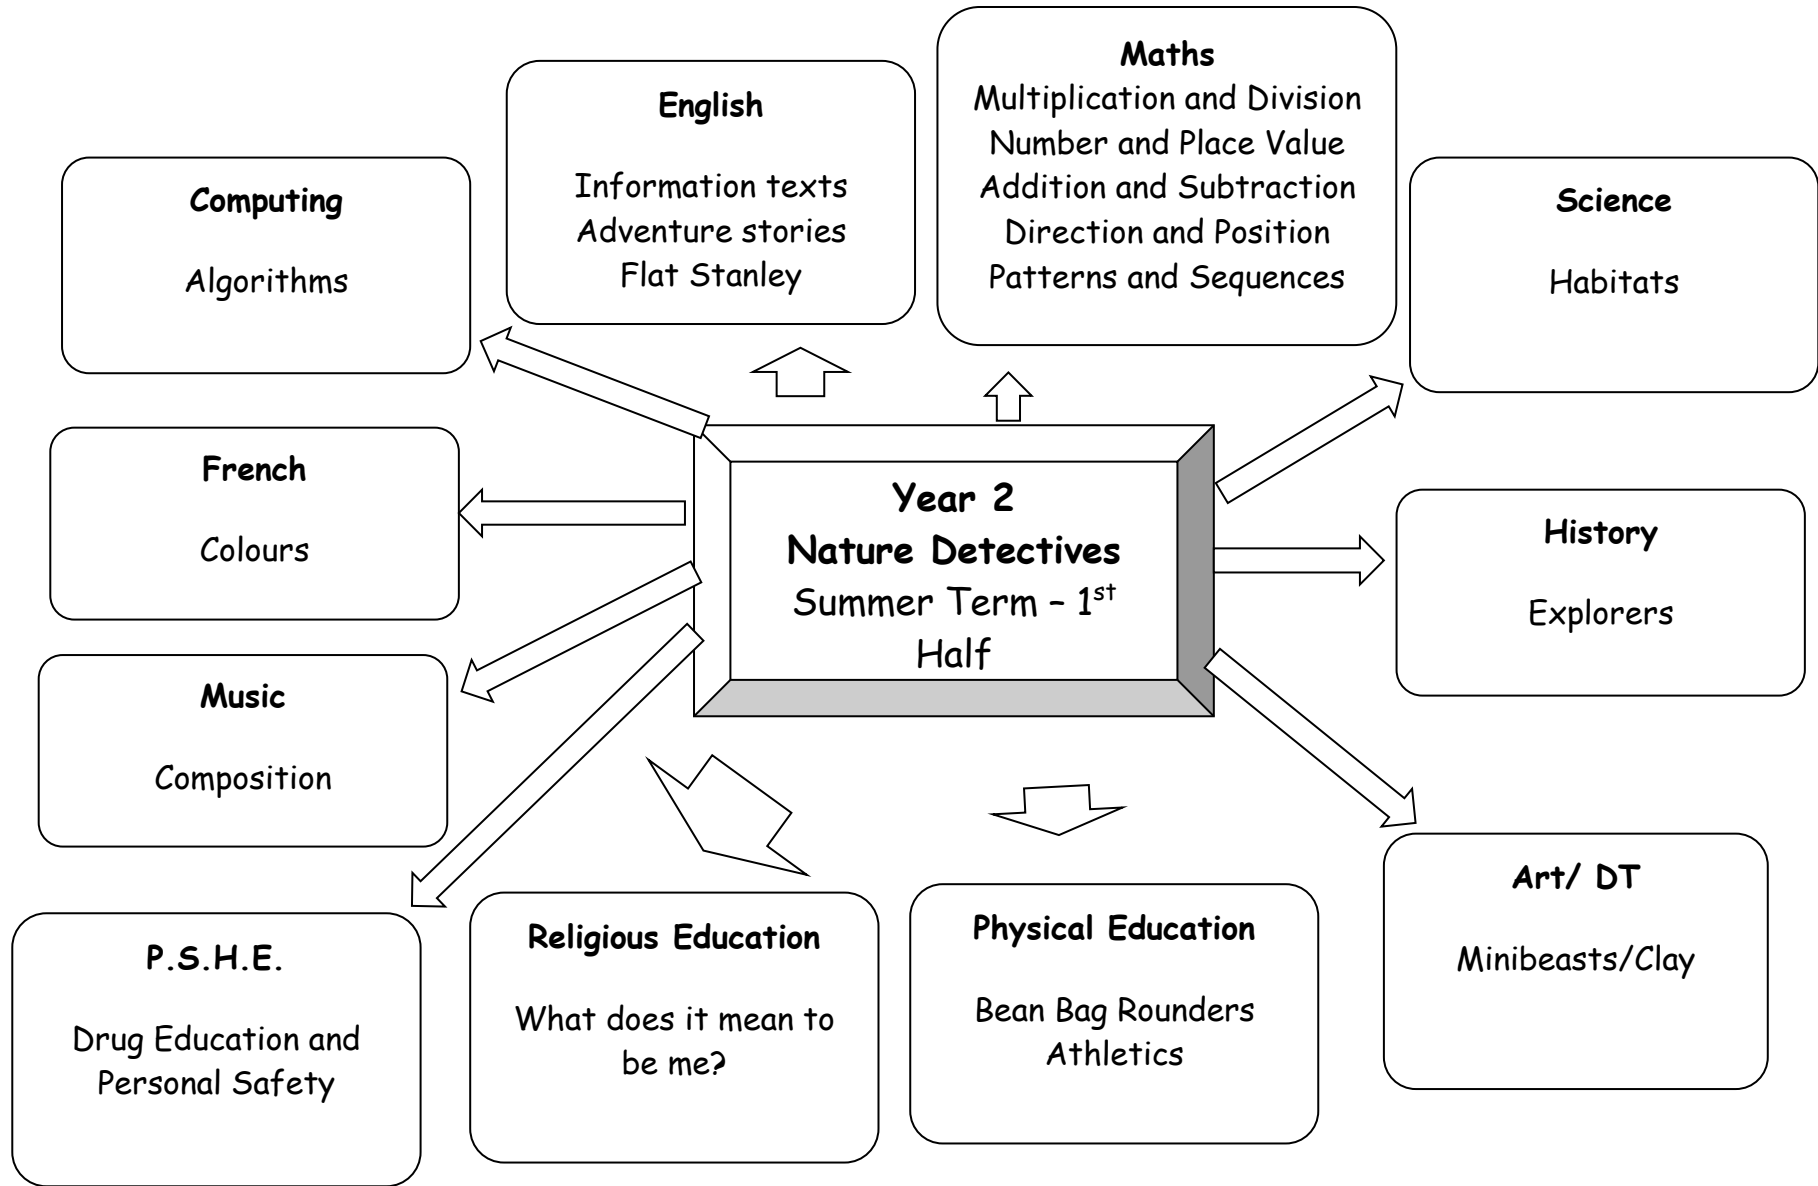 Maths
Multiplication and Division
Number and Place Value
Addition and Subtraction
Direction and Position
Patterns and Sequences
English
Information texts
Adventure stories
Flat Stanley
Computing
Algorithms
Science
Habitats
French
Colours
Year 2
Nature Detectives
Summer Term – 1st
Half
History
Explorers
Music
Composition
Art/ DT
Minibeasts/Clay
P.S.H.E.
Drug Education and
Personal Safety
Religious Education
What does it mean to
be me?
Physical Education
Bean Bag Rounders
Athletics